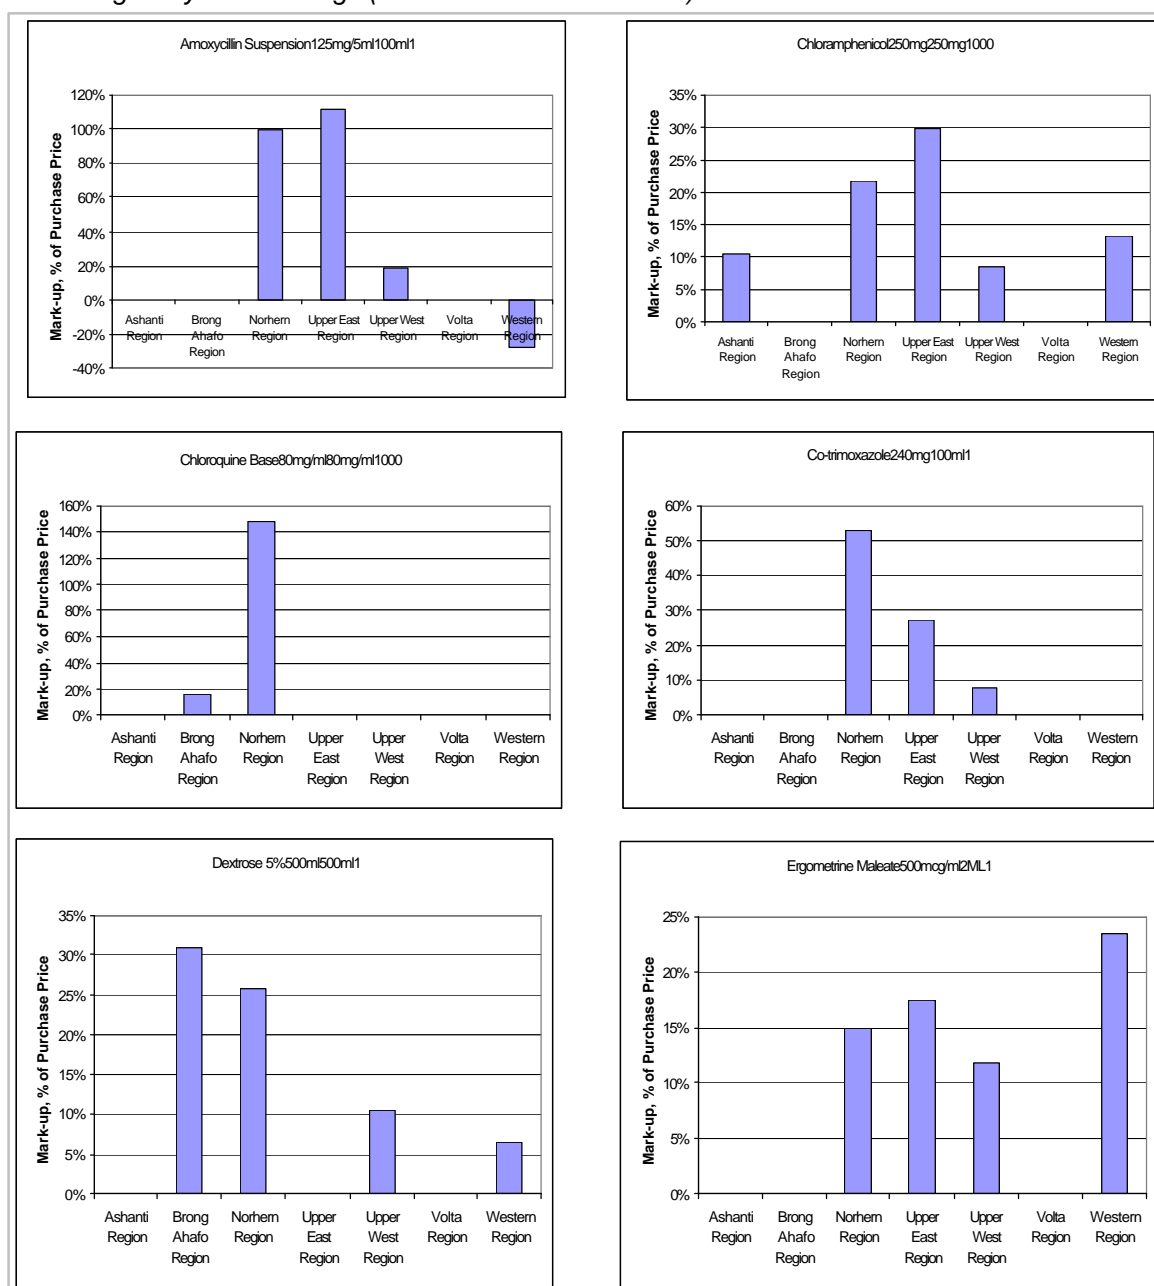 Amoxycillin Suspension125mg/5ml100ml1
Mark-up, % of Purchase Price
120%
100%
80%
60%
40%
20%
0%
-20%
-40%
Ashanti Region
Brong Ahafo Region
Norhern Region
Upper East Region
Upper West Region
Volta Region
Western Region
Chloramphenicol250mg250mg1000
Mark-up, % of Purchase Price
35%
30%
25%
20%
15%
10%
5%
0%
Ashanti Region
Brong Ahafo Region
Norhern Region
Upper East Region
Upper West Region
Volta Region
Western Region
Chloroquine Base80mg/ml80mg/ml1000
Mark-up, % of Purchase Price
160%
140%
120%
100%
80%
60%
40%
20%
0%
Ashanti Region
Brong Ahafo Region
Norhern Region
Upper East Region
Upper West Region
Volta Region
Western Region
Co-trimoxazole240mg100ml1
Mark-up, % of Purchase Price
60%
50%
40%
30%
20%
10%
0%
Ashanti Region
Brong Ahafo Region
Norhern Region
Upper East Region
Upper West Region
Volta Region
Western Region
Dextrose 5%500ml500ml1
Mark-up, % of Purchase Price
35%
30%
25%
20%
15%
10%
5%
0%
Ashanti Region
Brong Ahafo Region
Norhern Region
Upper East Region
Upper West Region
Volta Region
Western Region
Ergometrine Maleate500mcg/ml2ML1
Mark-up, % of Purchase Price
25%
20%
15%
10%
5%
0%
Ashanti Region
Brong Ahafo Region
Norhern Region
Upper East Region
Upper West Region
Volta Region
Western Region